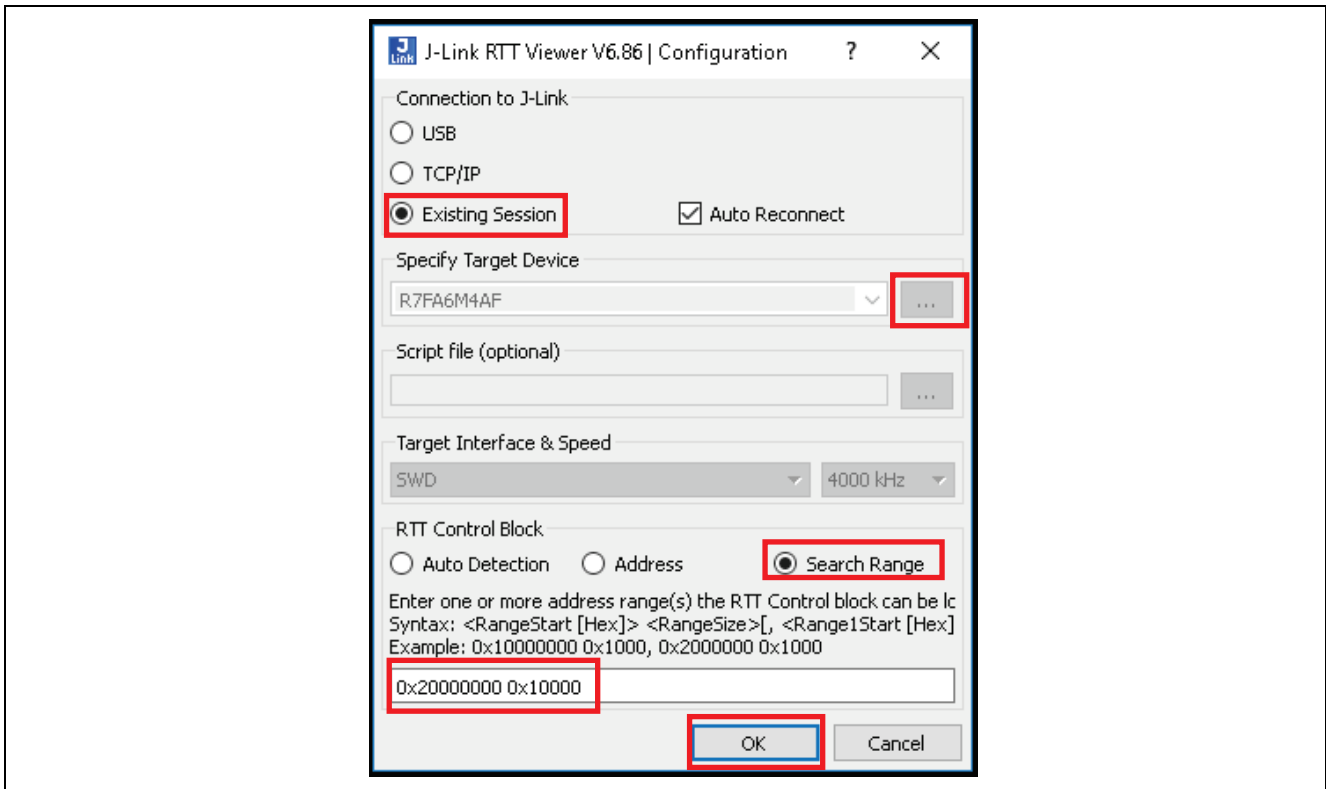 J Link J-Link RTT Viewer V6.86 | Configuration ?
Connection to J-Link
USB
TCP/IP
Existing Session Auto Reconnect
Specify Target Device
R7FA6M4AF ...
Script file (optional)
...
Target Interface & Speed
SWD 4000 kHz
RTT Control Block
Auto Detection Address Search Range
Enter one or more address range(s) the RTT Control block can be lc
Syntax: <RangeStart [Hex]> <RangeSize>[, <Range1Start [Hex]
Example: 0x10000000 0x1000, 0x2000000 0x1000
0x20000000 0x10000
OK Cancel